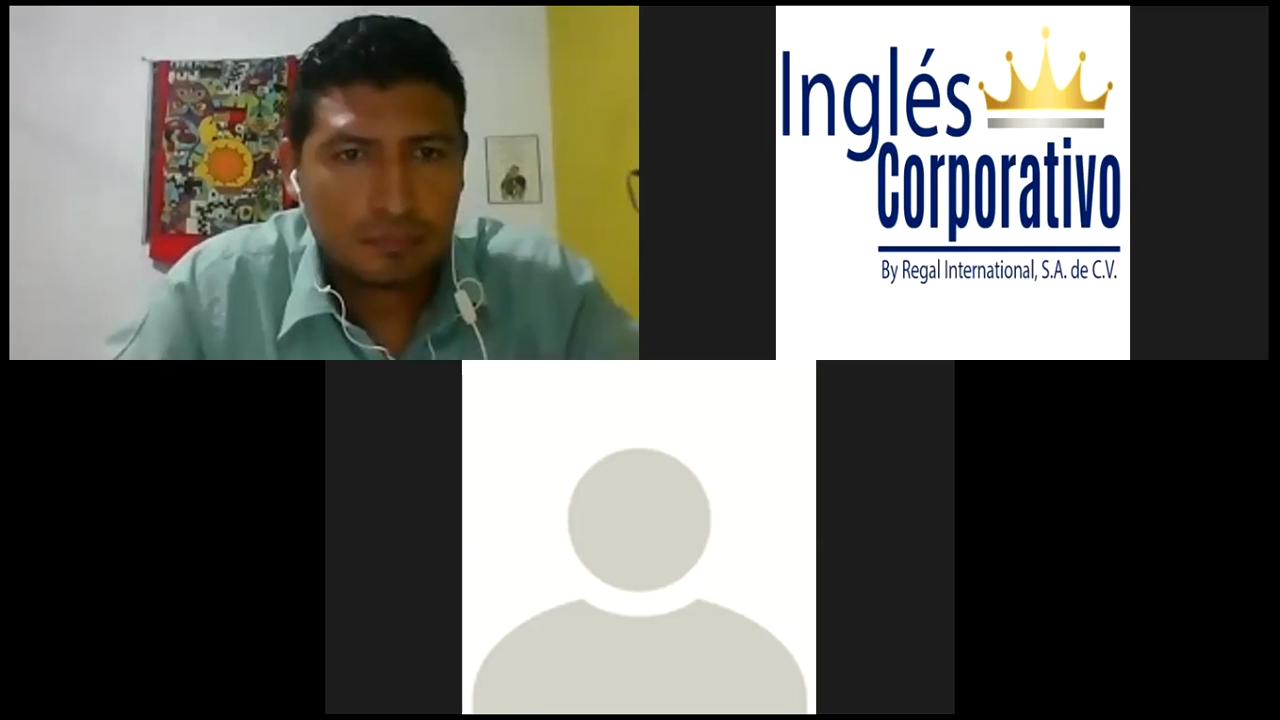 Inglés
Corporativo
By Regal International, S.A. de C.V.